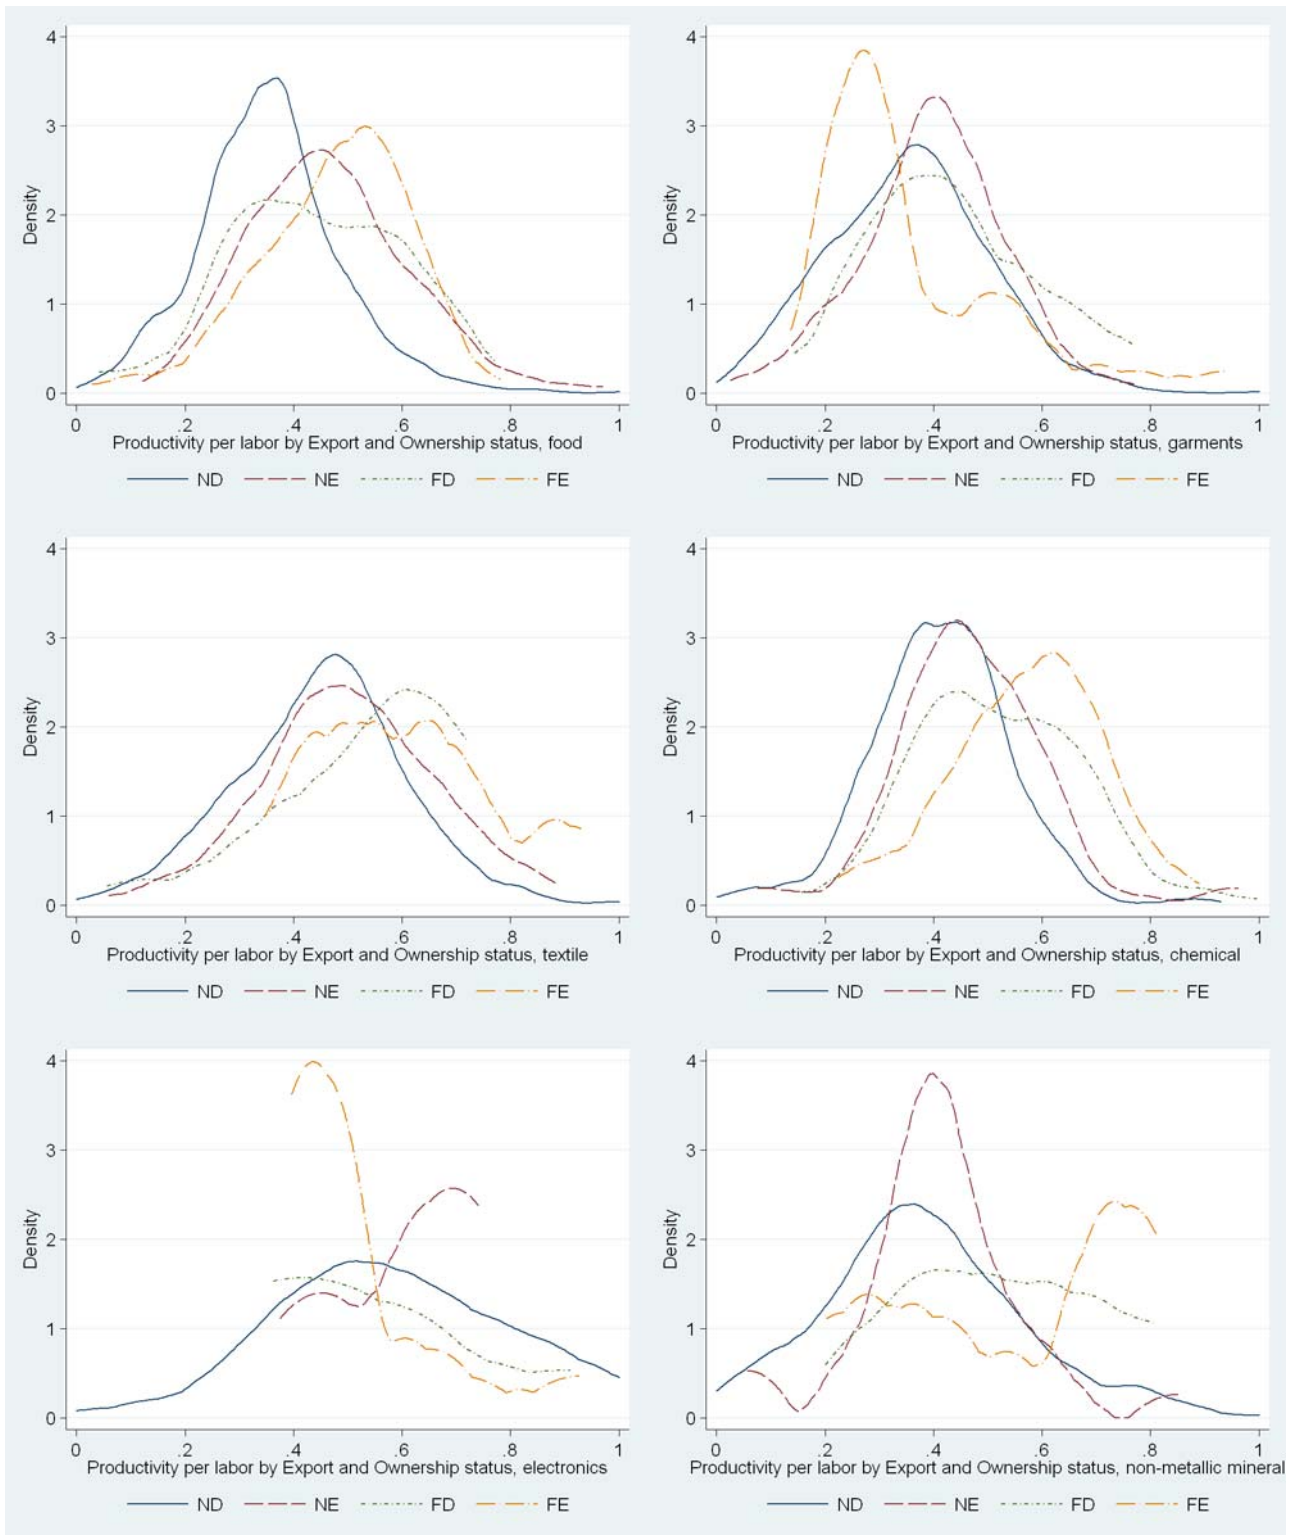 4
3
2
1
0
Density
0 .2 .4 .6 .8 1
Productivity per labor by Export and Ownership status, food
ND NE FD FE
4
3
2
1
0
Density
0 .2 .4 .6 .8 1
Productivity per labor by Export and Ownership status, garments
ND NE FD FE
4
3
2
1
0
Density
0 .2 .4 .6 .8 1
Productivity per labor by Export and Ownership status, textile
ND NE FD FE
4
3
2
1
0
Density
0 .2 .4 .6 .8 1
Productivity per labor by Export and Ownership status, chemical
ND NE FD FE
4
3
2
1
0
Density
0 .2 .4 .6 .8 1
Productivity per labor by Export and Ownership status, electronics
ND NE FD FE
4
3
2
1
0
Density
0 .2 .4 .6 .8 1
Productivity per labor by Export and Ownership status, non-metallic mineral
ND NE FD FE